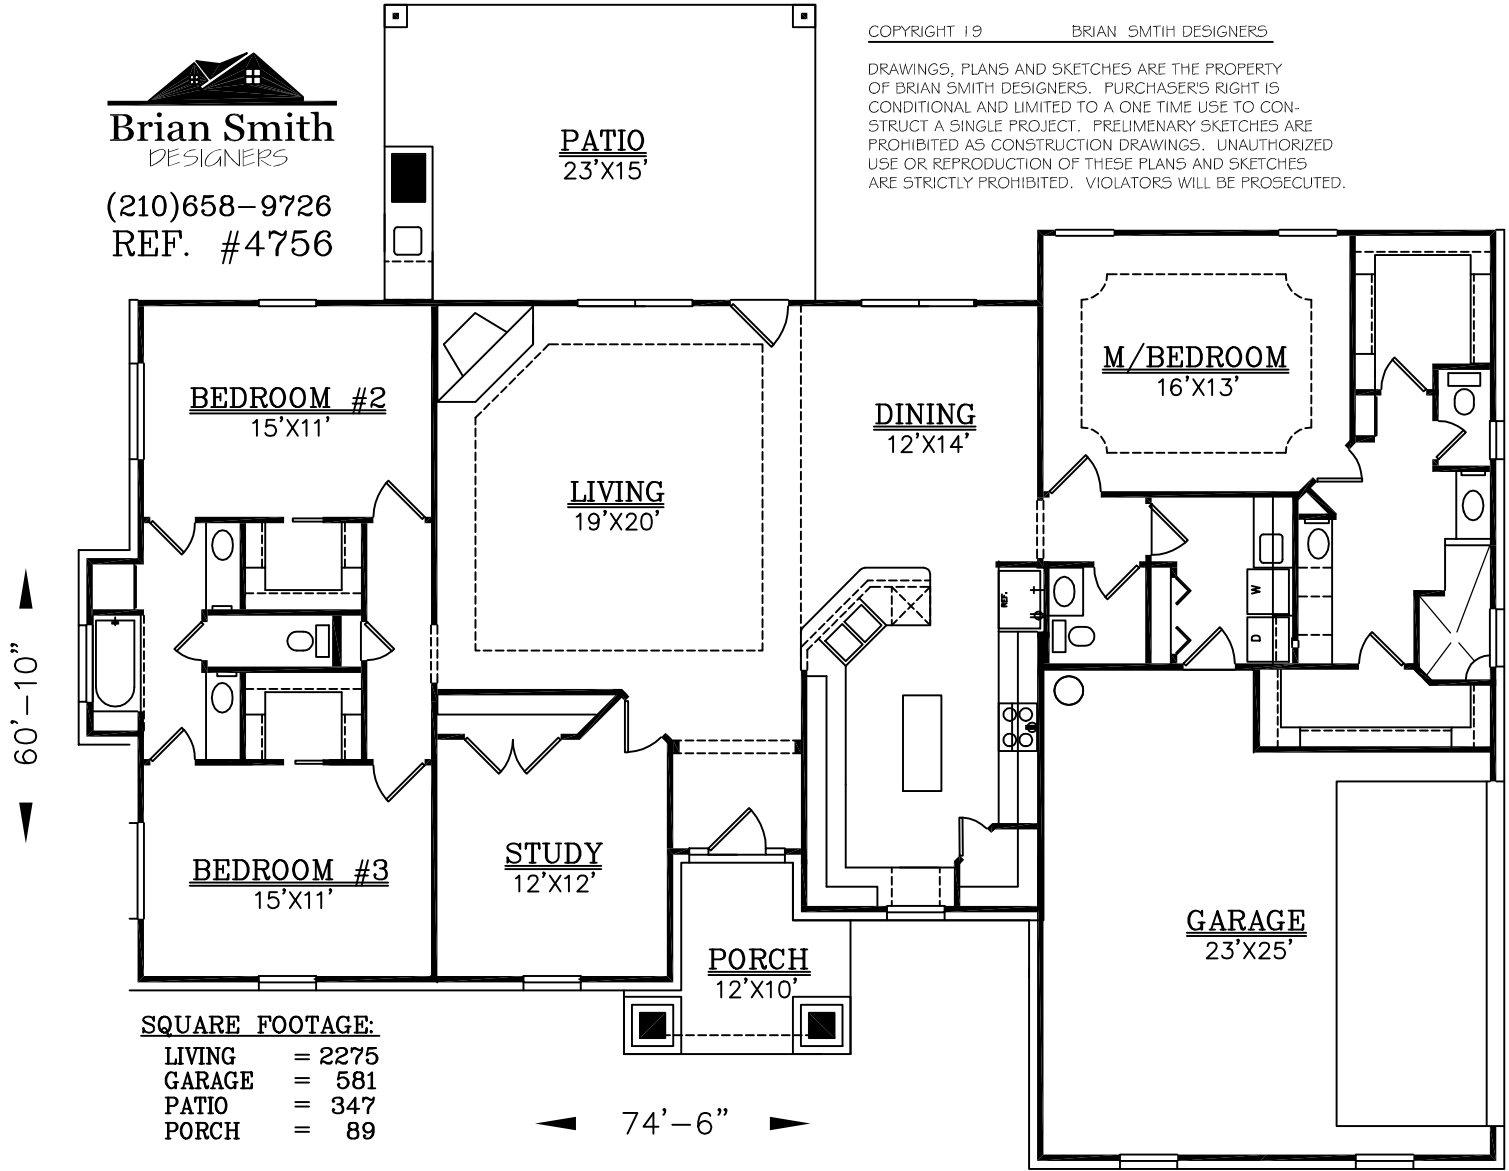 Brian Smith
DESIGNERS
(210)658-9726
REF. #4756
COPYRIGHT 19 BRIAN SMTIH DESIGNERS
DRAWINGS, PLANS AND SKETCHES ARE THE PROPERTY
OF BRIAN SMITH DESIGNERS. PURCHASER'S RIGHT IS
CONDITIONAL AND LIMITED TO A ONE TIME USE TO CON-
STRUCT A SINGLE PROJECT. PRELIMENARY SKETCHES ARE
PROHIBITED AS CONSTRUCTION DRAWINGS. UNAUTHORIZED
USE OR REPRODUCTION OF THESE PLANS AND SKETCHES
ARE STRICTLY PROHIBITED. VIOLATORS WILL BE PROSECUTED.
PATIO
23'X15'
BEDROOM #2
15'X11'
LIVING
19'X20'
DINING
12'X14'
M/BEDROOM
16'X13'
REF.
W
D
60'-10"
BEDROOM #3
15'X11'
STUDY
12'X12'
PORCH
12'X10'
GARAGE
23'X25'
SQUARE FOOTAGE:
LIVING = 2275
GARAGE = 581
PATIO = 347
PORCH = 89
74'-6"